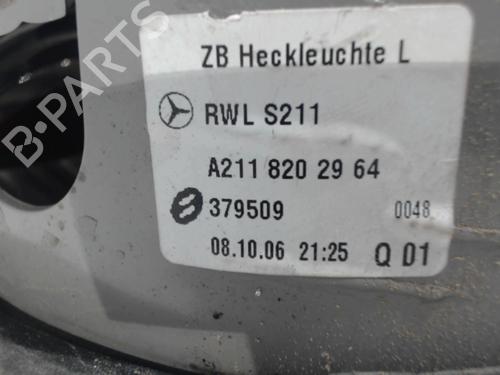 ZB Heckleuchte L
RWL S211
A211 820 29 64
379509 0048
08.10.06 21:25 Q 01
B-PARTS